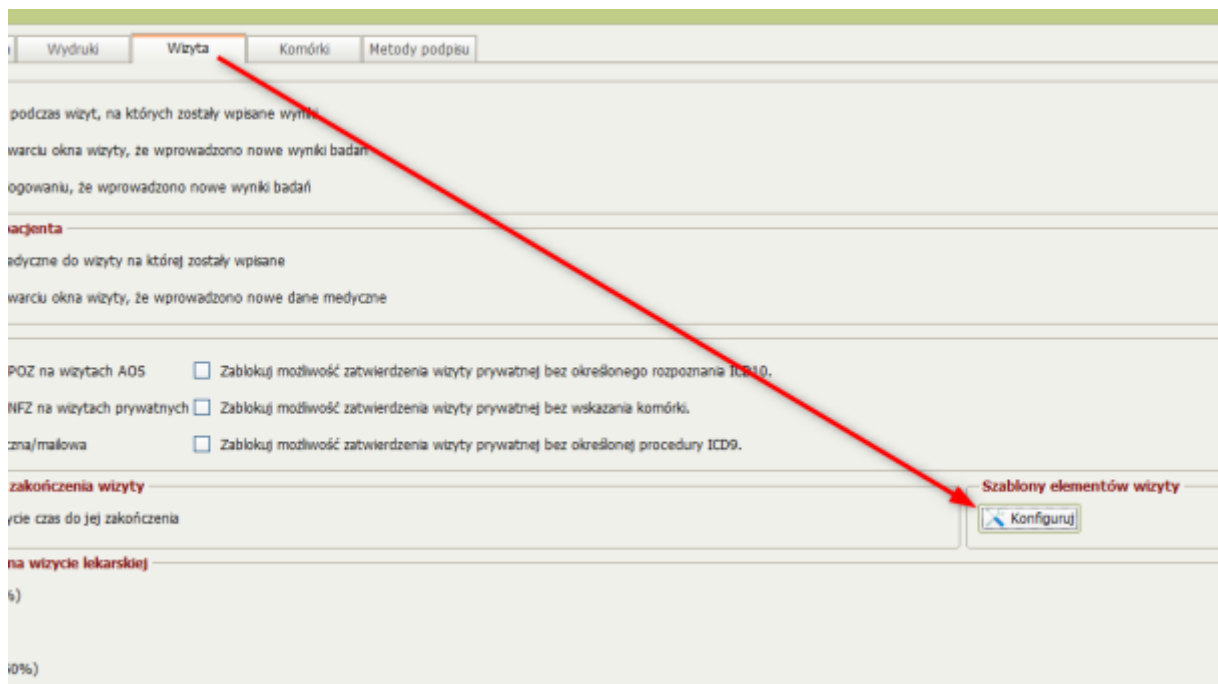 Wydruki Wizyta Komórki Metody podpisu
podczas wizyt, na których zostały wpisane wyniki
warciu okna wizyty, że wprowadzono nowe wyniki badań
ogowaniu, że wprowadzono nowe wyniki badań
pacjenta
edyczne do wizyty na której zostały wpisane
warciu okna wizyty, że wprowadzono nowe dane medyczne
POZ na wizytach AOS Zablokuj możliwość zatwierdzenia wizyty prywatnej bez określonego rozpoznania ICD10.
NFZ na wizytach prywatnych Zablokuj możliwość zatwierdzenia wizyty prywatnej bez wskazania komórki.
czna/mailowa Zablokuj możliwość zatwierdzenia wizyty prywatnej bez określonej procedury ICD9.
zakończenia wizyty Szablony elementów wizyty
ycie czas do jej zakończenia Konfiguruj
na wizycie lekarskiej
%)
50%)